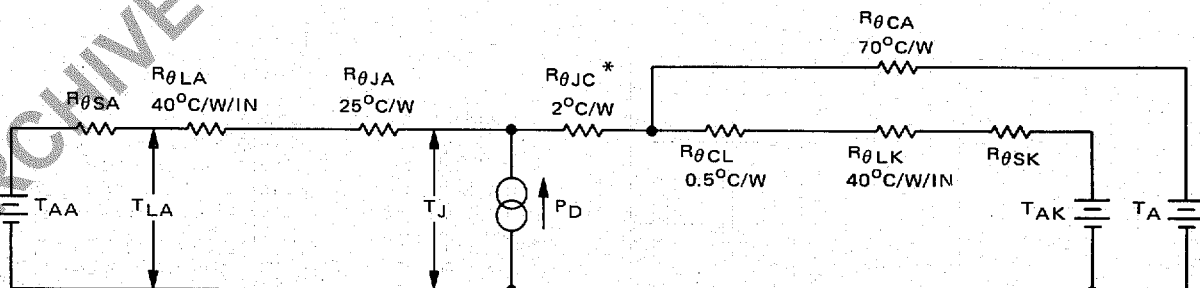 RθCA
70°C/W
RθLA
40°C/W/IN
RθJA
25°C/W
RθJC *
2°C/W
RθSA
RθCL
0.5°C/W
RθLK
40°C/W/IN
RθSK
TAA
TLA
TJ
PD
TAK
TA